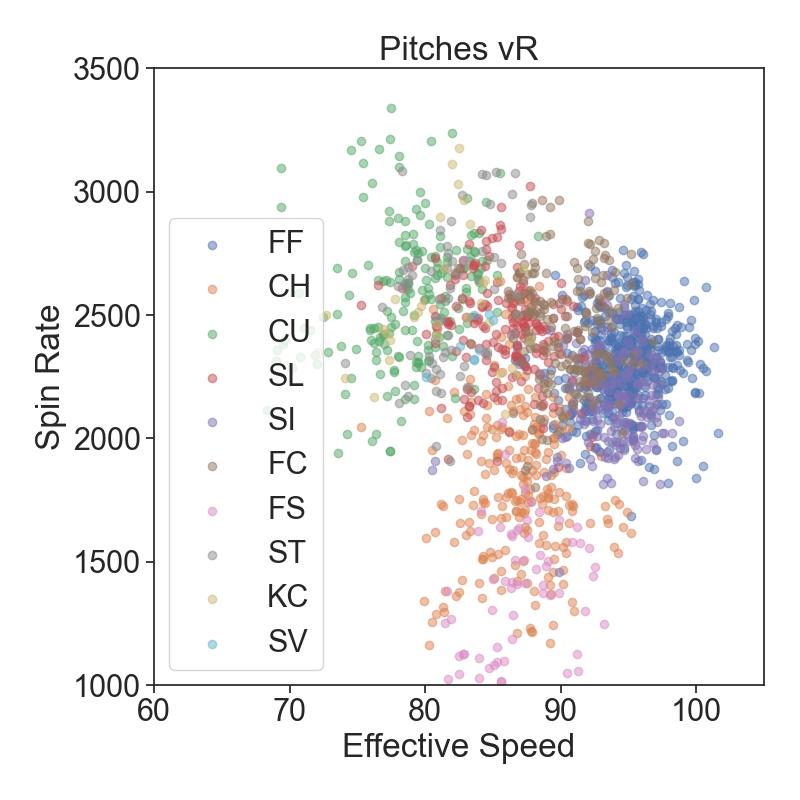 Pitches vR
3500
3000
2500
2000
1500
1000
Spin Rate
FF
CH
CU
SL
SI
FC
FS
ST
KC
SV
60 70 80 90 100
Effective Speed